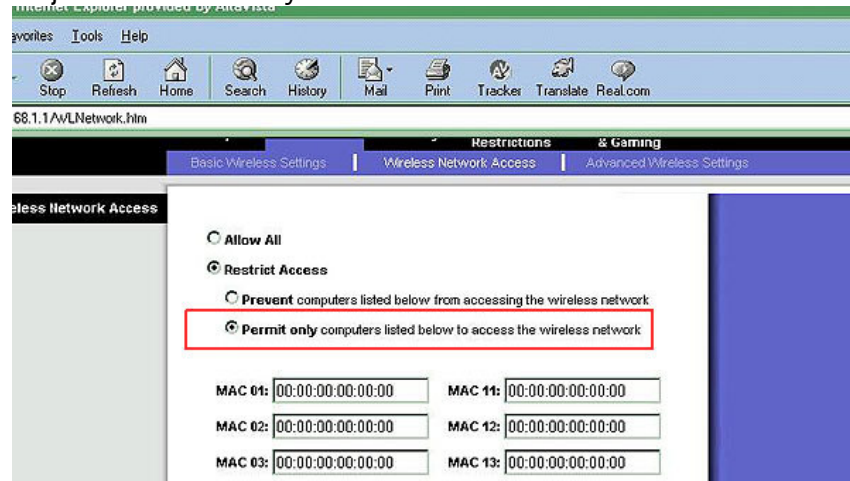 Internet Explorer provided by AltaVista
avorites Tools Help
Stop Refresh Home Search History Mail Print Tracker Translate Real.com
68.1.1/WLNetwork.htm
Restrictions & Gaming
Basic Wireless Settings Wireless Network Access Advanced Wireless Settings
eless Network Access
Allow All
Restrict Access
Prevent computers listed below from accessing the wireless network
Permit only computers listed below to access the wireless network
MAC 01: 00:00:00:00:00:00 MAC 11: 00:00:00:00:00:00
MAC 02: 00:00:00:00:00:00 MAC 12: 00:00:00:00:00:00
MAC 03: 00:00:00:00:00:00 MAC 13: 00:00:00:00:00:00